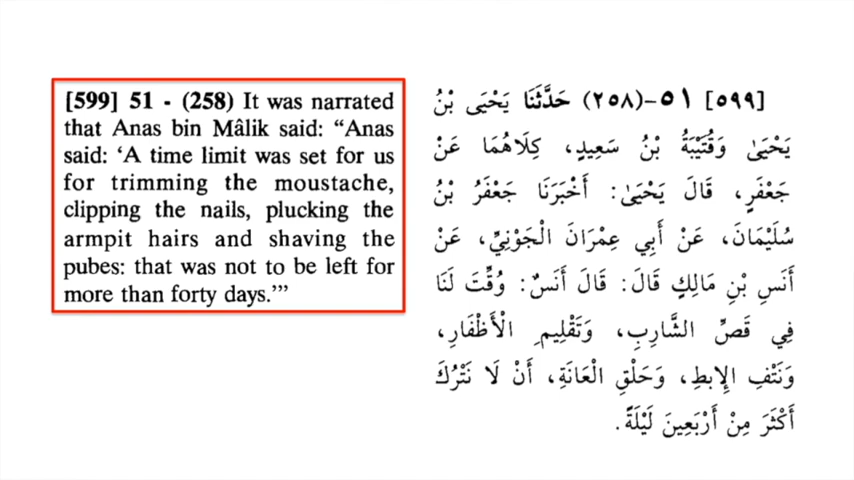 [599] 51 - (258) It was narrated
that Anas bin Mâlik said: “Anas
said: ‘A time limit was set for us
for trimming the moustache,
clipping the nails, plucking the
armpit hairs and shaving the
pubes: that was not to be left for
more than forty days.’”
[٥٩٩] ٥١-(٢٥٨) حَدَّثَنَا يَحْيَى بْنُ
يَحْيَىٰ وَقُتَيْبَةُ بْنُ سَعِيدٍ، كِلَاهُمَا عَنْ
جَعْفَرٍ، قَالَ يَحْيَىٰ: أَخْبَرَنَا جَعْفَرُ بْنُ
سُلَيْمَانَ، عَنْ أَبِي عِمْرَانَ الْجَوْنِيِّ، عَنْ
أَنَسِ بْنِ مَالِكٍ قَالَ: قَالَ أَنَسٌ: وُقِّتَ لَنَا
فِي قَصِّ الشَّارِبِ، وَتَقْلِيمِ الْأَظْفَارِ،
وَنَتْفِ الإِبطِ، وَحَلْقِ الْعَانَةِ، أَنْ لَا نَتْرُكَ
أَكْثَرَ مِنْ أَرْبَعِينَ لَيْلَةً.